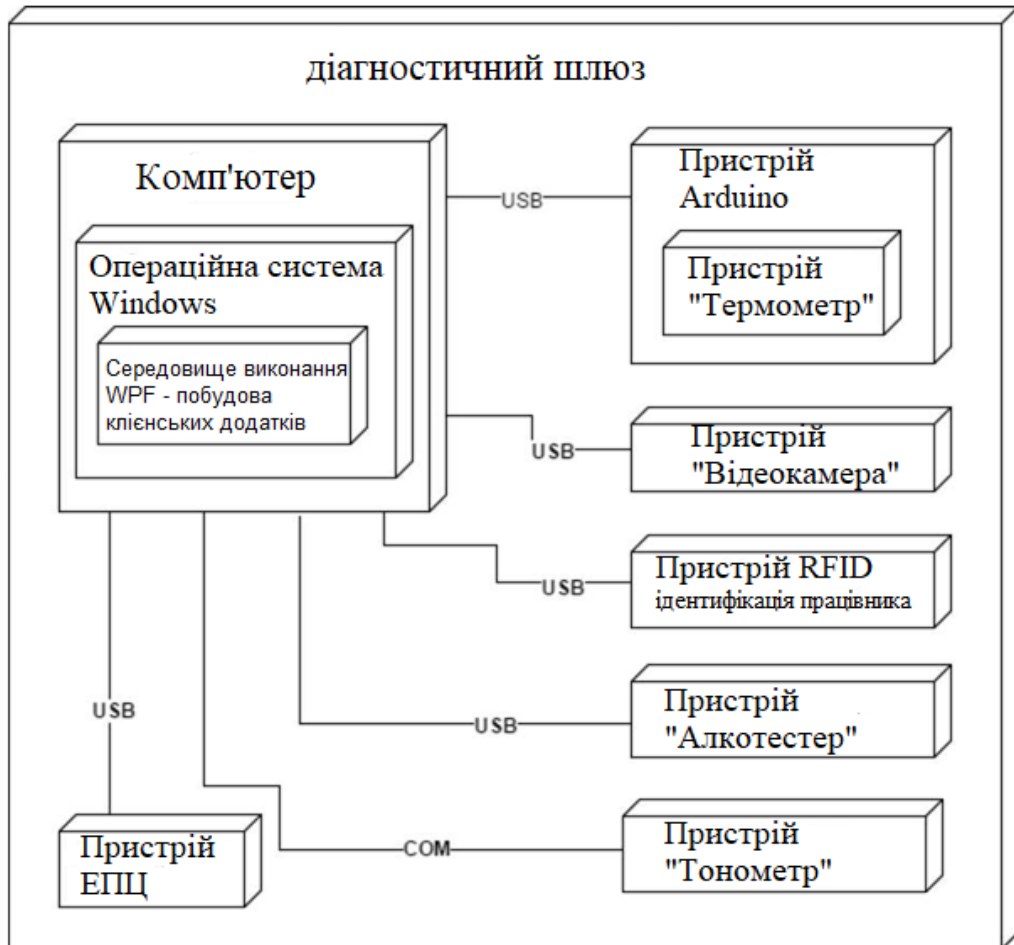 діагностичний шлюз
Комп'ютер
Операційна система
Windows
Середовище виконання
WPF - побудова
клієнських додатків
USB
Пристрій
Arduino
Пристрій
"Термометр"
USB
Пристрій
"Відеокамера"
USB
Пристрій RFID
ідентифікація працівника
USB
Пристрій
"Алкотестер"
USB
Пристрій
ЕПЦ
COM
Пристрій
"Тонометр"